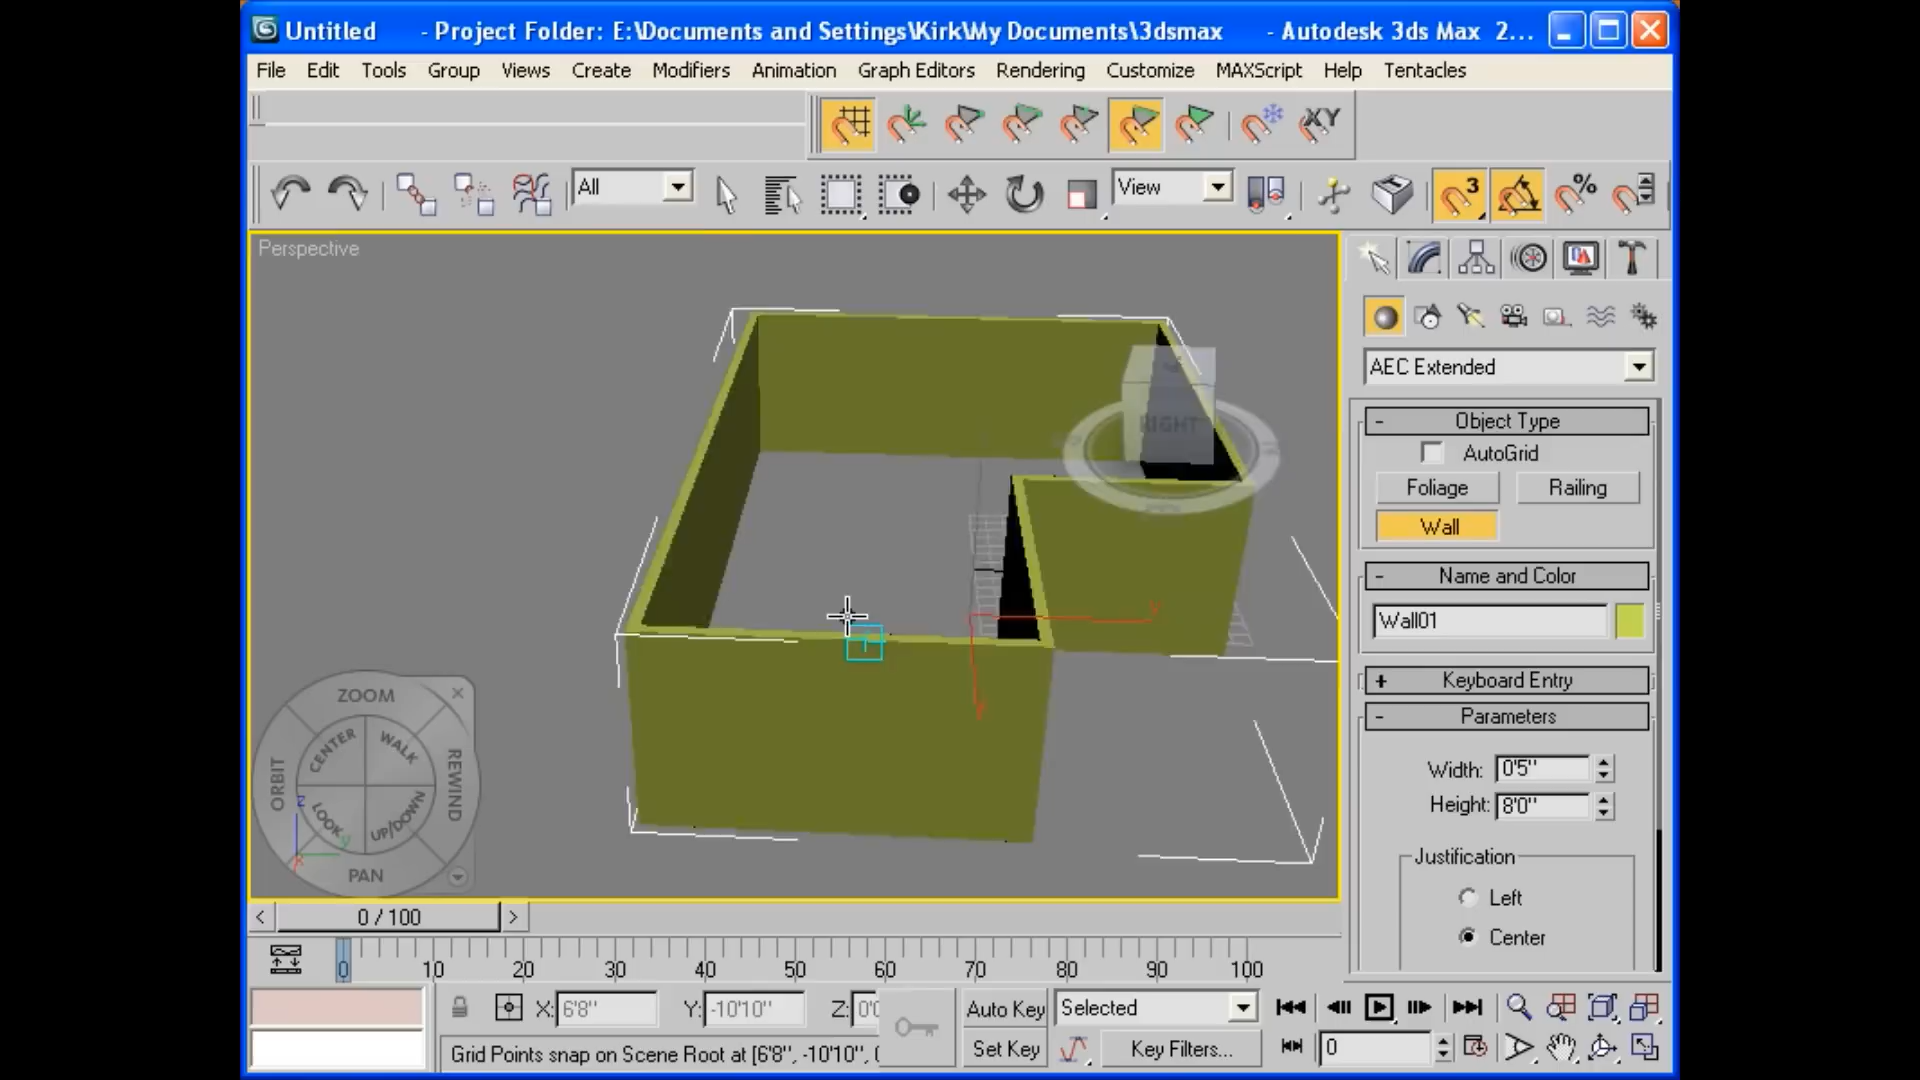 Untitled - Project Folder: E:\Documents and Settings\Kirk\My Documents\3dsmax - Autodesk 3ds Max 2...
File Edit Tools Group Views Create Modifiers Animation Graph Editors Rendering Customize MAXScript Help Tentacles
XY
All View 3 %
Perspective
AEC Extended
- Object Type
AutoGrid
RIGHT
Foliage Railing
Wall
- Name and Color
Wall01
+ Keyboard Entry
- Parameters
Width: 0'5"
Height: 8'0"
Justification
Left
Center
ZOOM
CENTER WALK
ORBIT REWIND
LOOK UP/DOWN
PAN
z
y
x
y
< 0 / 100 >
0 10 20 30 40 50 60 70 80 90 100
X: 6'8" Y: -10'10" Z: 0'0 Auto Key Selected
Grid Points snap on Scene Root at [6'8", -10'10", ( Set Key Key Filters... 0